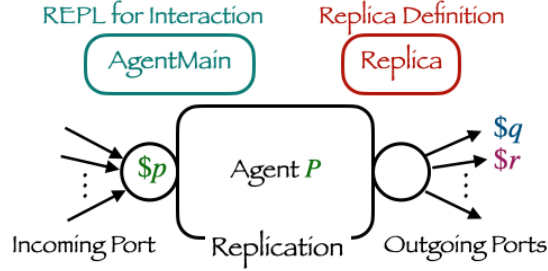 REPL for Interaction
Replica Definition
AgentMain
Replica
$q
$p
Agent P
$r
Incoming Port
Replication
Outgoing Ports